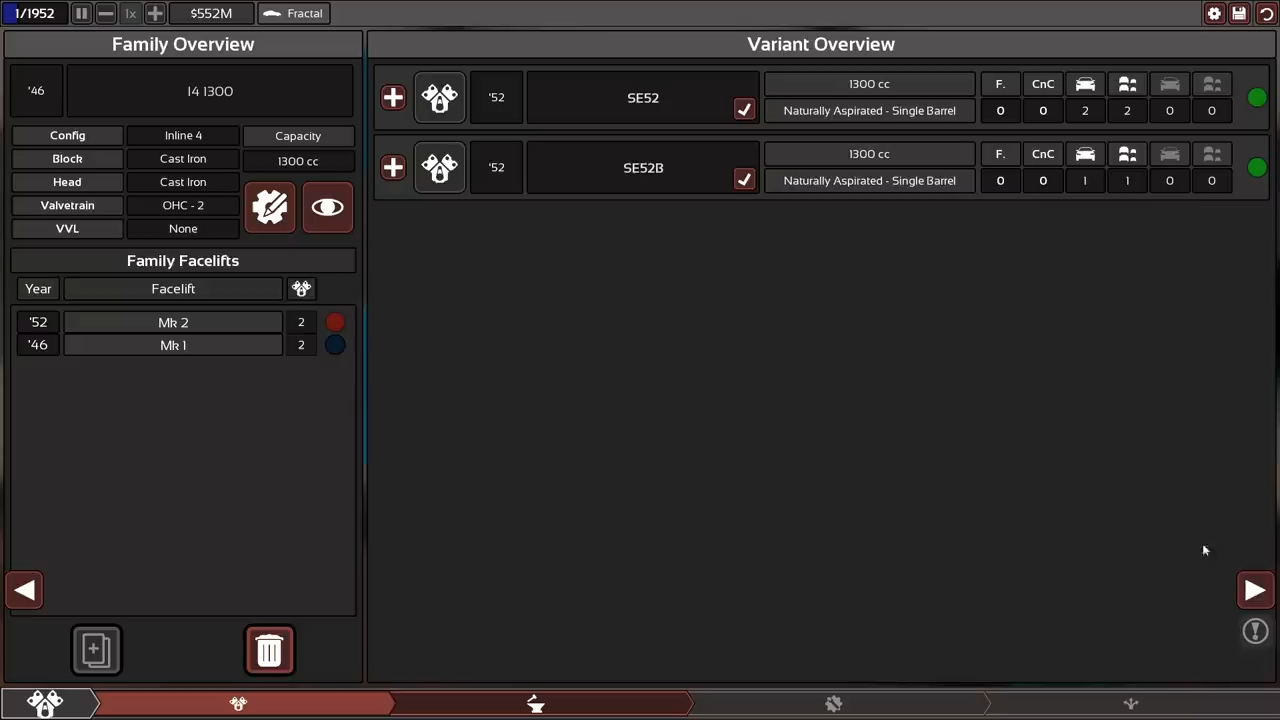 1/1952 1x $552M Fractal
Family Overview
'46 I4 1300
Config Inline 4 Capacity
Block Cast Iron 1300 cc
Head Cast Iron
Valvetrain OHC - 2
VVL None
Family Facelifts
Year Facelift
'52 Mk 2 2
'46 Mk 1 2
Variant Overview
'52 SE52 1300 cc F. CnC
Naturally Aspirated - Single Barrel 0 0 2 2 0 0
'52 SE52B 1300 cc F. CnC
Naturally Aspirated - Single Barrel 0 0 1 1 0 0